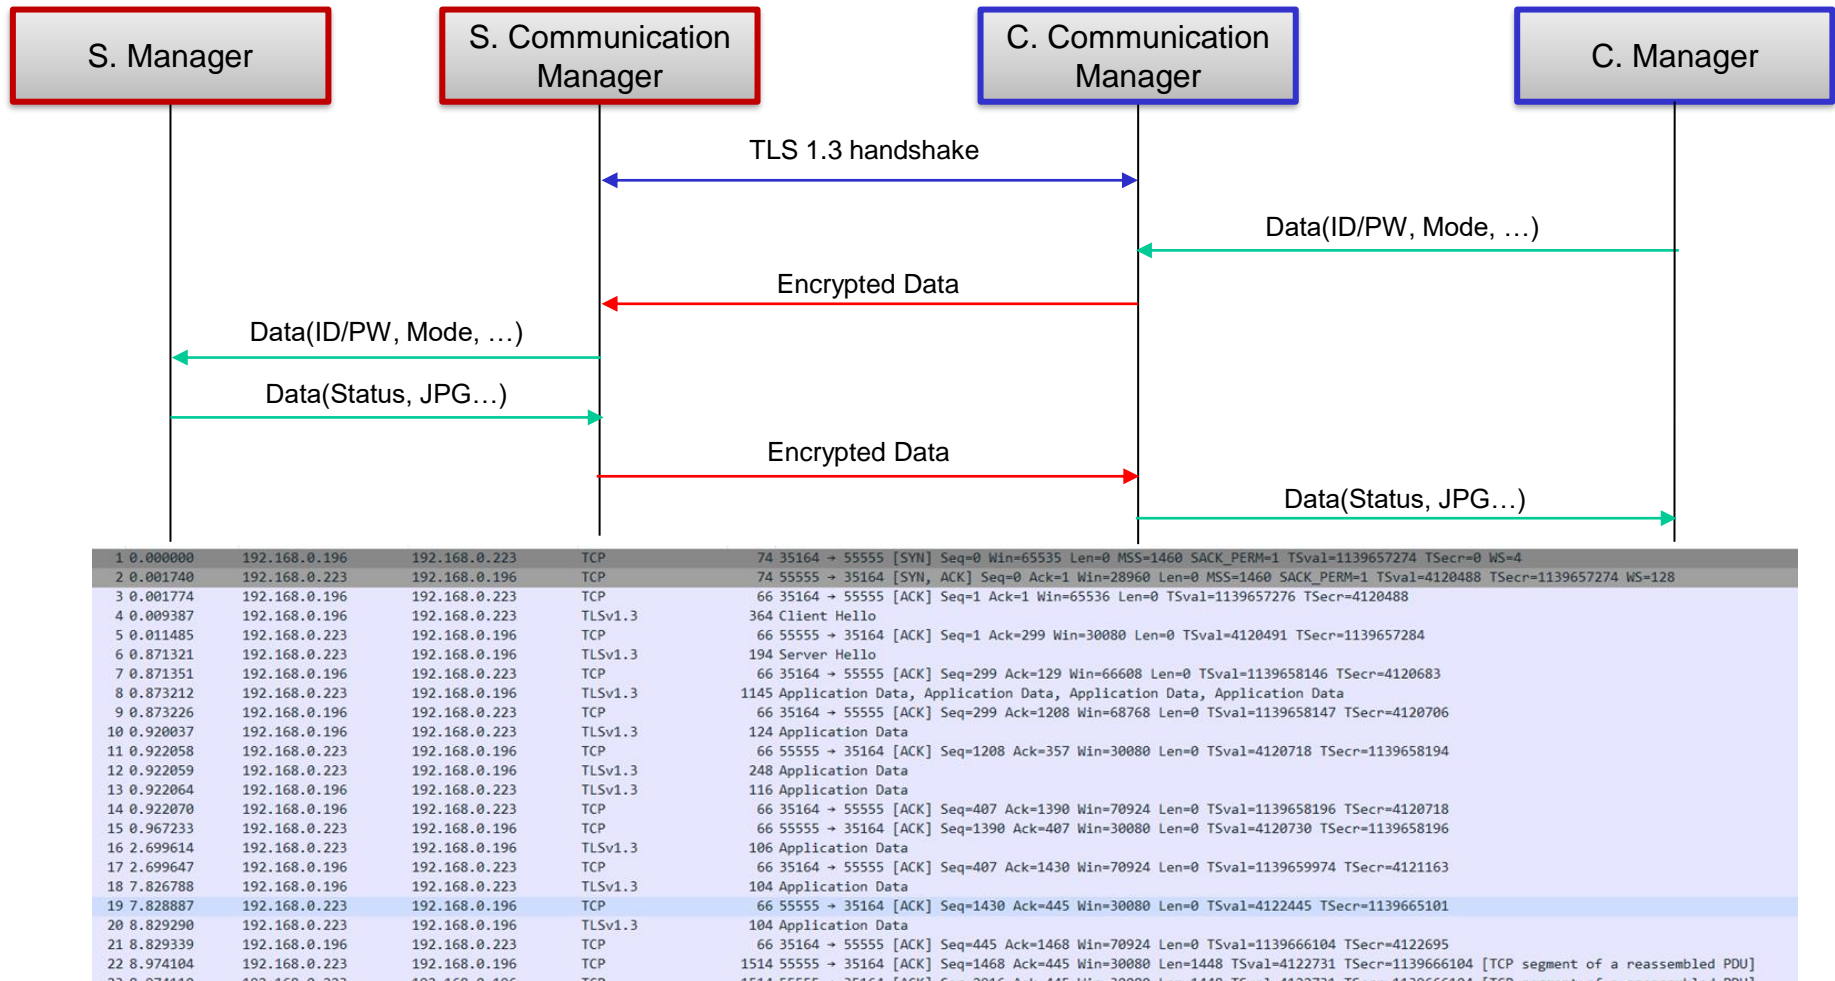 S. Manager
S. Communication
Manager
C. Communication
Manager
C. Manager
TLS 1.3 handshake
Data(ID/PW, Mode, …)
Encrypted Data
Data(ID/PW, Mode, …)
Data(Status, JPG…)
Encrypted Data
Data(Status, JPG…)
1 0.000000 192.168.0.196 192.168.0.223 TCP 74 35164 → 55555 [SYN] Seq=0 Win=65535 Len=0 MSS=1460 SACK_PERM=1 TSval=1139657274 TSecr=0 WS=4
2 0.001740 192.168.0.223 192.168.0.196 TCP 74 55555 → 35164 [SYN, ACK] Seq=0 Ack=1 Win=28960 Len=0 MSS=1460 SACK_PERM=1 TSval=4120488 TSecr=1139657274 WS=128
3 0.001774 192.168.0.196 192.168.0.223 TCP 66 35164 → 55555 [ACK] Seq=1 Ack=1 Win=65536 Len=0 TSval=1139657276 TSecr=4120488
4 0.009387 192.168.0.196 192.168.0.223 TLSv1.3 364 Client Hello
5 0.011485 192.168.0.223 192.168.0.196 TCP 66 55555 → 35164 [ACK] Seq=1 Ack=299 Win=30080 Len=0 TSval=4120491 TSecr=1139657284
6 0.871321 192.168.0.223 192.168.0.196 TLSv1.3 194 Server Hello
7 0.871351 192.168.0.196 192.168.0.223 TCP 66 35164 → 55555 [ACK] Seq=299 Ack=129 Win=66608 Len=0 TSval=1139658146 TSecr=4120683
8 0.873212 192.168.0.223 192.168.0.196 TLSv1.3 1145 Application Data, Application Data, Application Data, Application Data
9 0.873226 192.168.0.196 192.168.0.223 TCP 66 35164 → 55555 [ACK] Seq=299 Ack=1208 Win=68768 Len=0 TSval=1139658147 TSecr=4120706
10 0.920037 192.168.0.196 192.168.0.223 TLSv1.3 124 Application Data
11 0.922058 192.168.0.223 192.168.0.196 TCP 66 55555 → 35164 [ACK] Seq=1208 Ack=357 Win=30080 Len=0 TSval=4120718 TSecr=1139658194
12 0.922059 192.168.0.223 192.168.0.196 TLSv1.3 248 Application Data
13 0.922064 192.168.0.196 192.168.0.223 TLSv1.3 116 Application Data
14 0.922070 192.168.0.196 192.168.0.223 TCP 66 35164 → 55555 [ACK] Seq=407 Ack=1390 Win=70924 Len=0 TSval=1139658196 TSecr=4120718
15 0.967233 192.168.0.223 192.168.0.196 TCP 66 55555 → 35164 [ACK] Seq=1390 Ack=407 Win=30080 Len=0 TSval=4120730 TSecr=1139658196
16 2.699614 192.168.0.223 192.168.0.196 TLSv1.3 106 Application Data
17 2.699647 192.168.0.196 192.168.0.223 TCP 66 35164 → 55555 [ACK] Seq=407 Ack=1430 Win=70924 Len=0 TSval=1139659974 TSecr=4121163
18 7.826788 192.168.0.196 192.168.0.223 TLSv1.3 104 Application Data
19 7.828887 192.168.0.223 192.168.0.196 TCP 66 55555 → 35164 [ACK] Seq=1430 Ack=445 Win=30080 Len=0 TSval=4122445 TSecr=1139665101
20 8.829290 192.168.0.223 192.168.0.196 TLSv1.3 104 Application Data
21 8.829339 192.168.0.196 192.168.0.223 TCP 66 35164 → 55555 [ACK] Seq=445 Ack=1468 Win=70924 Len=0 TSval=1139666104 TSecr=4122695
22 8.974104 192.168.0.223 192.168.0.196 TCP 1514 55555 → 35164 [ACK] Seq=1468 Ack=445 Win=30080 Len=1448 TSval=4122731 TSecr=1139666104 [TCP segment of a reassembled PDU]